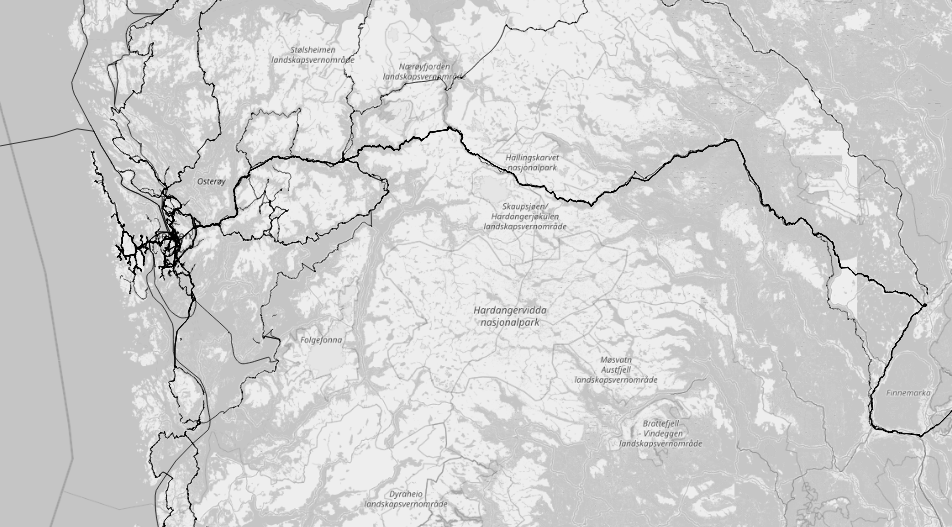 Stølsheimen
landskapsvernområde
Nærøyfjorden
landskapsvernområde
Hallingskarvet
nasjonalpark
Osterøy
Skaupsjøen/
Hardangerjøkulen
landskapsvernområde
Hardangervidda
nasjonalpark
Folgefonna
Møsvatn
Austfjell
landskapsvernområde
Finnemarka
Brattefjell
- Vindeggen
landskapsvernområde
Dyraheio
landskapsvernområde